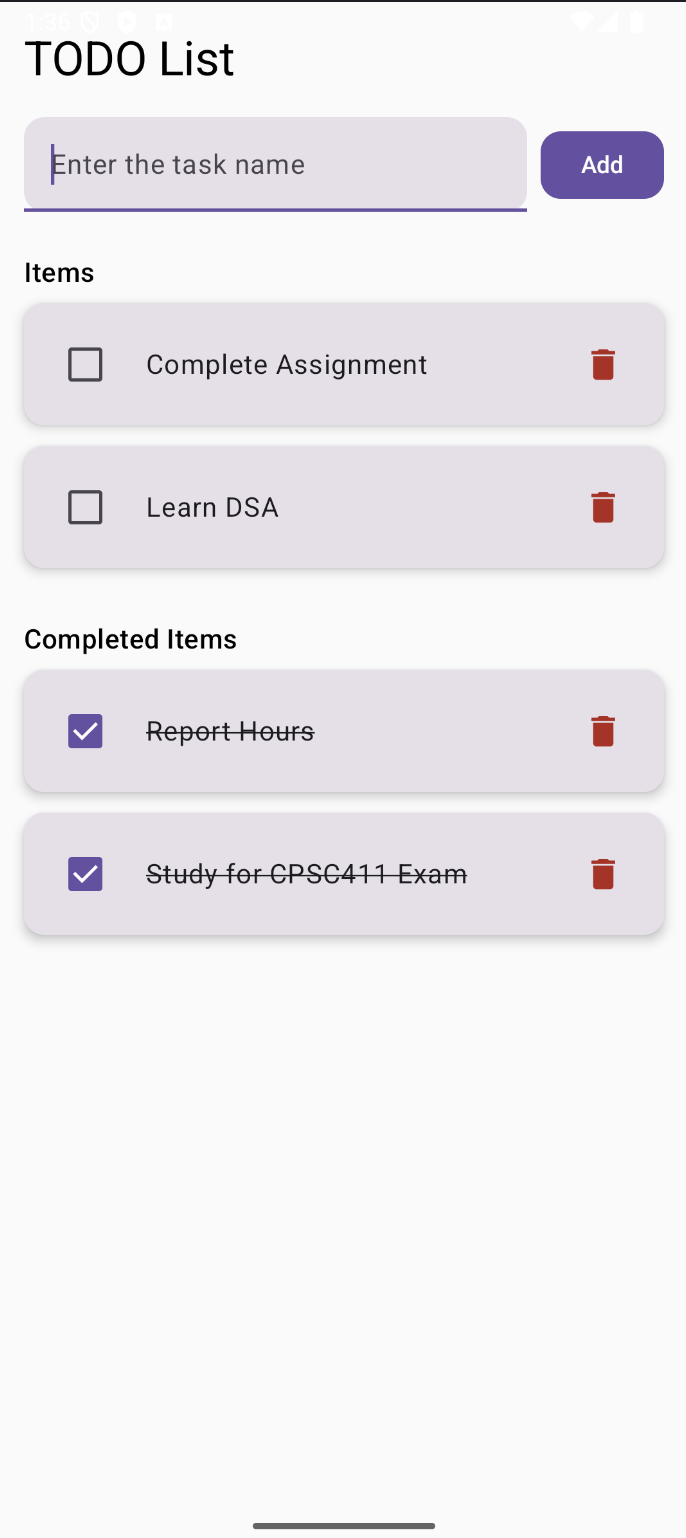 1:36
TODO List
Enter the task name
Add
Items
Complete Assignment
Learn DSA
Completed Items
Report Hours
Study for CPSC411 Exam